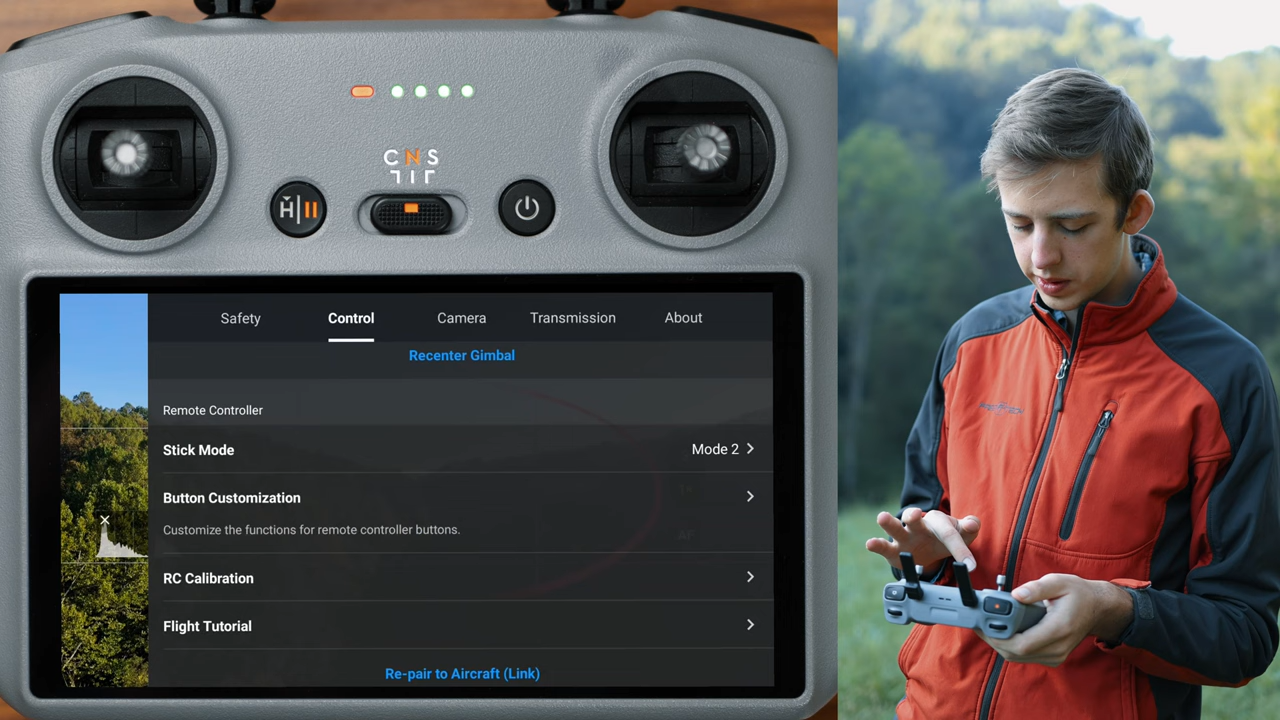 C N S
Safety Control Camera Transmission About
Recenter Gimbal
Remote Controller
Stick Mode Mode 2
Button Customization
Customize the functions for remote controller buttons.
RC Calibration
Flight Tutorial
Re-pair to Aircraft (Link)